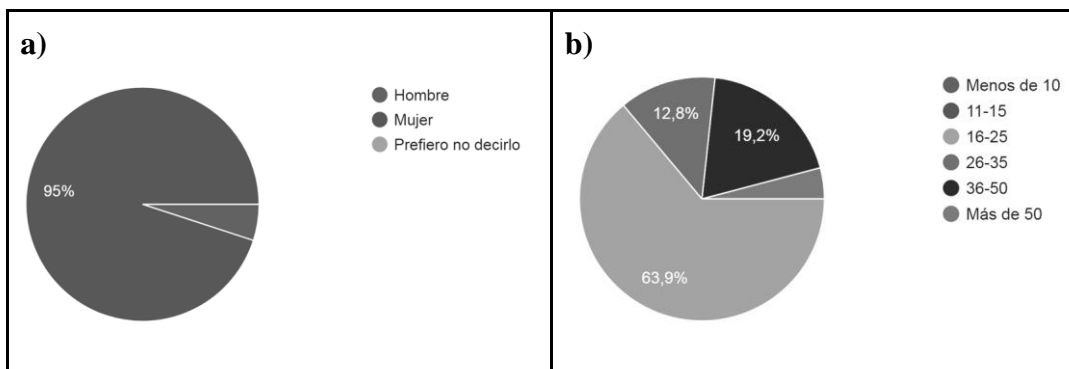 a)
Hombre
Mujer
Prefiero no decirlo
95%
b)
Menos de 10
11-15
16-25
26-35
36-50
Más de 50
12,8%
19,2%
63,9%